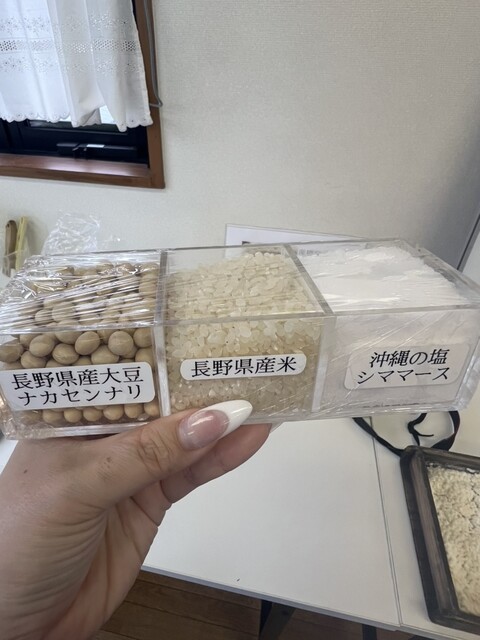 長野県産大豆
ナカセンナリ
長野県産米
沖縄の塩
シママース